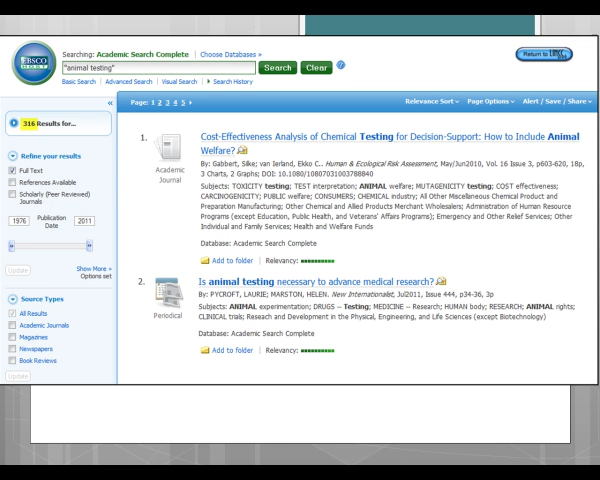 EBSCO
HOST
Searching: Academic Search Complete | Choose Databases »
"animal testing" Search Clear
Basic Search | Advanced Search | Visual Search | Search History
Return to
«
Page: 1 2 3 4 5
Relevance Sort Page Options Alert / Save / Share
316 Results for...
Refine your results
Full Text
References Available
Scholarly (Peer Reviewed)
Journals
1976 Publication Date 2011
Update
Show More »
Options set
Source Types
All Results
Academic Journals
Magazines
Newspapers
Book Reviews
Update
1.
Academic
Journal
Cost-Effectiveness Analysis of Chemical Testing for Decision-Support: How to Include Animal
Welfare?
By: Gabbert, Silke; van Ierland, Ekko C.. Human & Ecological Risk Assessment, May/Jun2010, Vol. 16 Issue 3, p603-620, 18p,
3 Charts, 2 Graphs; DOI: 10.1080/10807031003788840
Subjects: TOXICITY testing; TEST interpretation; ANIMAL welfare; MUTAGENICITY testing; COST effectiveness;
CARCINOGENICITY; PUBLIC welfare; CONSUMERS; CHEMICAL industry; All Other Miscellaneous Chemical Product and
Preparation Manufacturing; Other Chemical and Allied Products Merchant Wholesalers; Administration of Human Resource
Programs (except Education, Public Health, and Veterans' Affairs Programs); Emergency and Other Relief Services; Other
Individual and Family Services; Health and Welfare Funds
Database: Academic Search Complete
Add to folder | Relevancy:
2.
Periodical
Is animal testing necessary to advance medical research?
By: PYCROFT, LAURIE; MARSTON, HELEN. New Internationalist, Jul2011, Issue 444, p34-36, 3p
Subjects: ANIMAL experimentation; DRUGS -- Testing; MEDICINE -- Research; HUMAN body; RESEARCH; ANIMAL rights;
CLINICAL trials; Research and Development in the Physical, Engineering, and Life Sciences (except Biotechnology)
Database: Academic Search Complete
Add to folder | Relevancy: